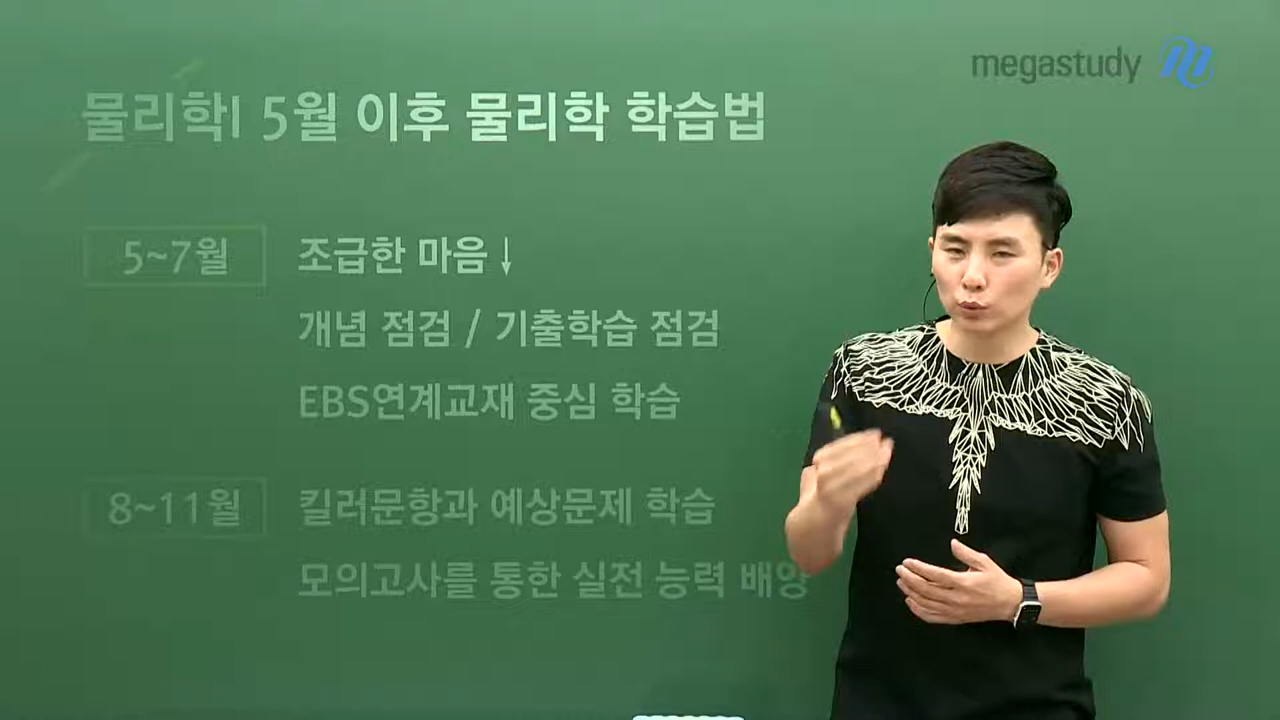 megastudy
물리학I 5월 이후 물리학 학습법
5~7월 조급한 마음↓
개념 점검 / 기출학습 점검
EBS연계교재 중심 학습
8~11월 킬러문항과 예상문제 학습
모의고사를 통한 실전 능력 배양